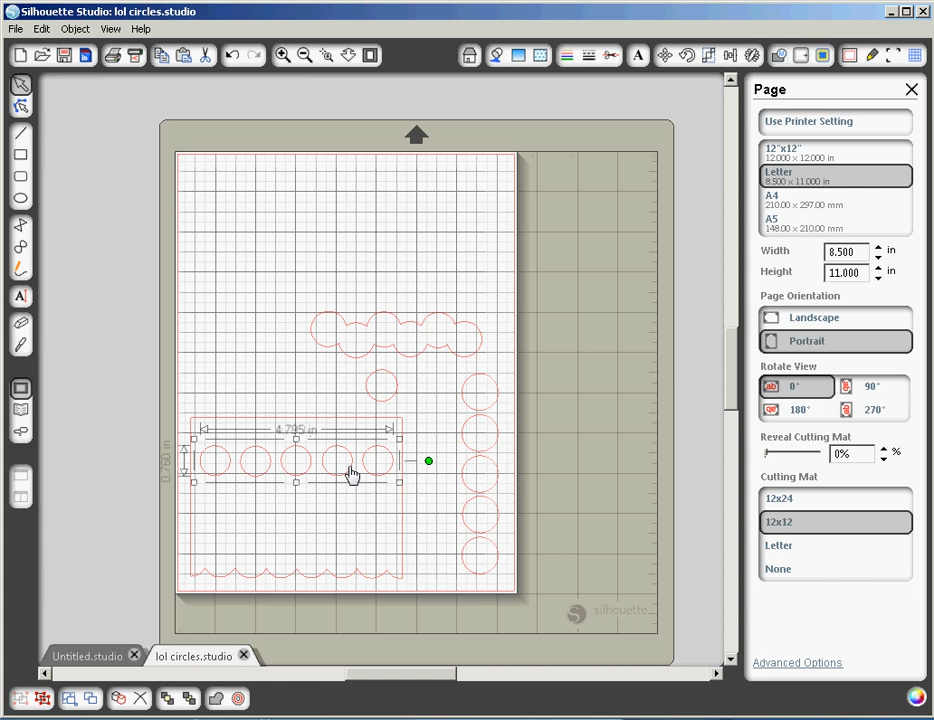 Silhouette Studio: lol circles.studio
File Edit Object View Help
A
Page
Use Printer Setting
12"x12"
12.000 x 12.000 in
Letter
8.500 x 11.000 in
A4
210.00 x 297.00 mm
A5
148.00 x 210.00 mm
Width 8.500 in
Height 11.000 in
Page Orientation
Landscape
Portrait
Rotate View
ab 0° ab 90°
ab 180° ab 270°
Reveal Cutting Mat
0% %
Cutting Mat
12x24
12x12
Letter
None
Advanced Options
A
4.795 in
0.760 in
silhouette
Untitled.studio
lol circles.studio